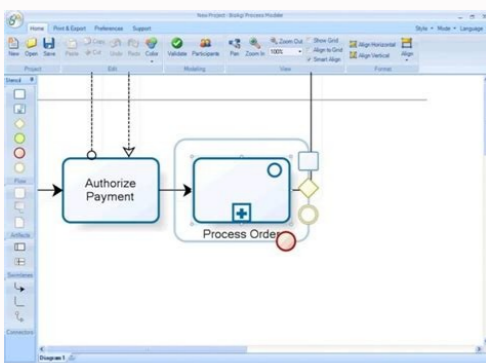 New Project - BizAgi Process Modeler
Home Print & Export Preferences Support
Style Mode Language
New Open Save
Paste Copy Cut Undo Redo Color
Validate Participants
Pan Zoom In Zoom Out 100%
Show Grid
Align to Grid
Smart Align
Align Horizontal
Align Vertical
Align
Project Edit Modeling View Format
Stencil
Flow
Artifacts
Swimlanes
Connectors
Authorize
Payment
Process Order
Diagram 1